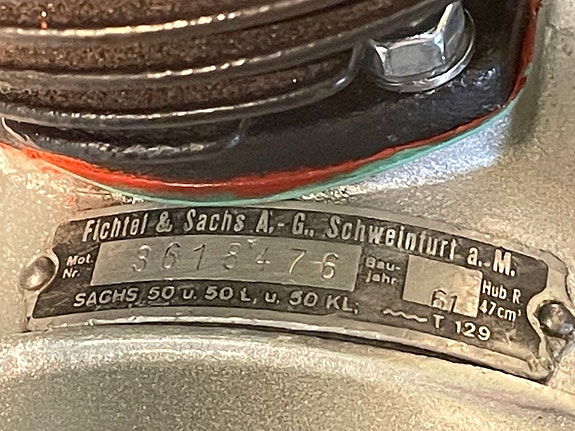 Fichtel & Sachs A.-G., Schweinfurt a. M.
Mot. Nr. 3618476 Bau- jahr 61 Hub R. 47cm³
SACHS 50 u. 50 L, u. 50 KL, T 129